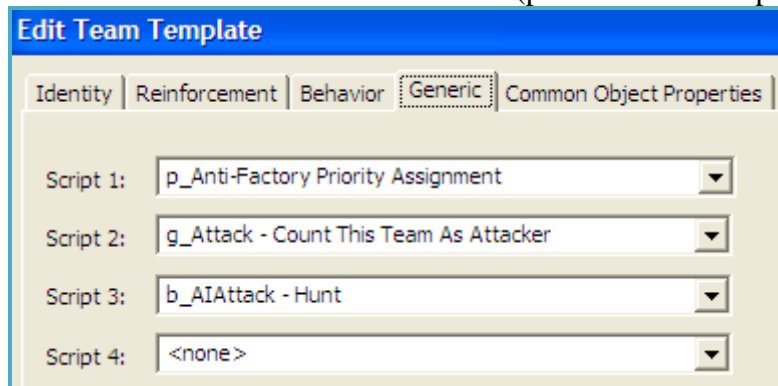 Edit Team Template
Identity Reinforcement Behavior Generic Common Object Properties
Script 1: p_Anti-Factory Priority Assignment
Script 2: g_Attack - Count This Team As Attacker
Script 3: b_AIAttack - Hunt
Script 4: <none>